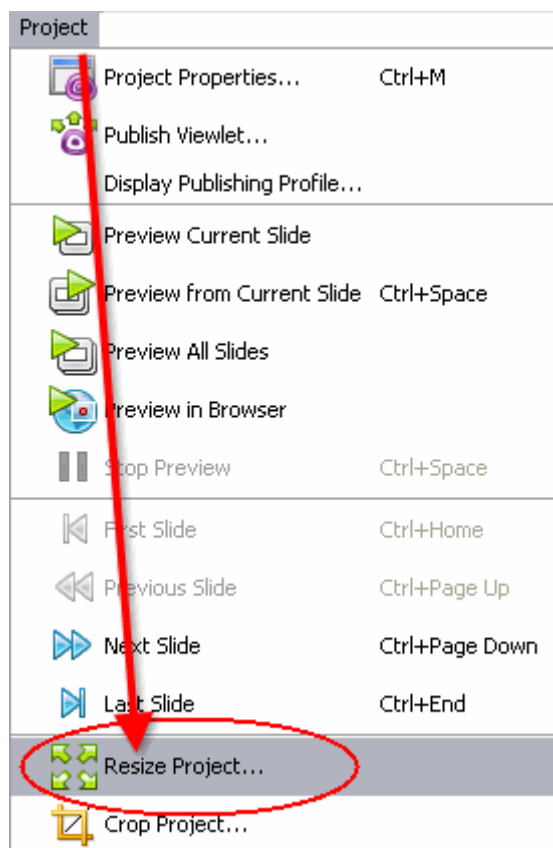 Project
Project Properties... Ctrl+M
Publish Viewlet...
Display Publishing Profile...
Preview Current Slide
Preview from Current Slide Ctrl+Space
Preview All Slides
Preview in Browser
Stop Preview Ctrl+Space
First Slide Ctrl+Home
Previous Slide Ctrl+Page Up
Next Slide Ctrl+Page Down
Last Slide Ctrl+End
Resize Project...
Crop Project...